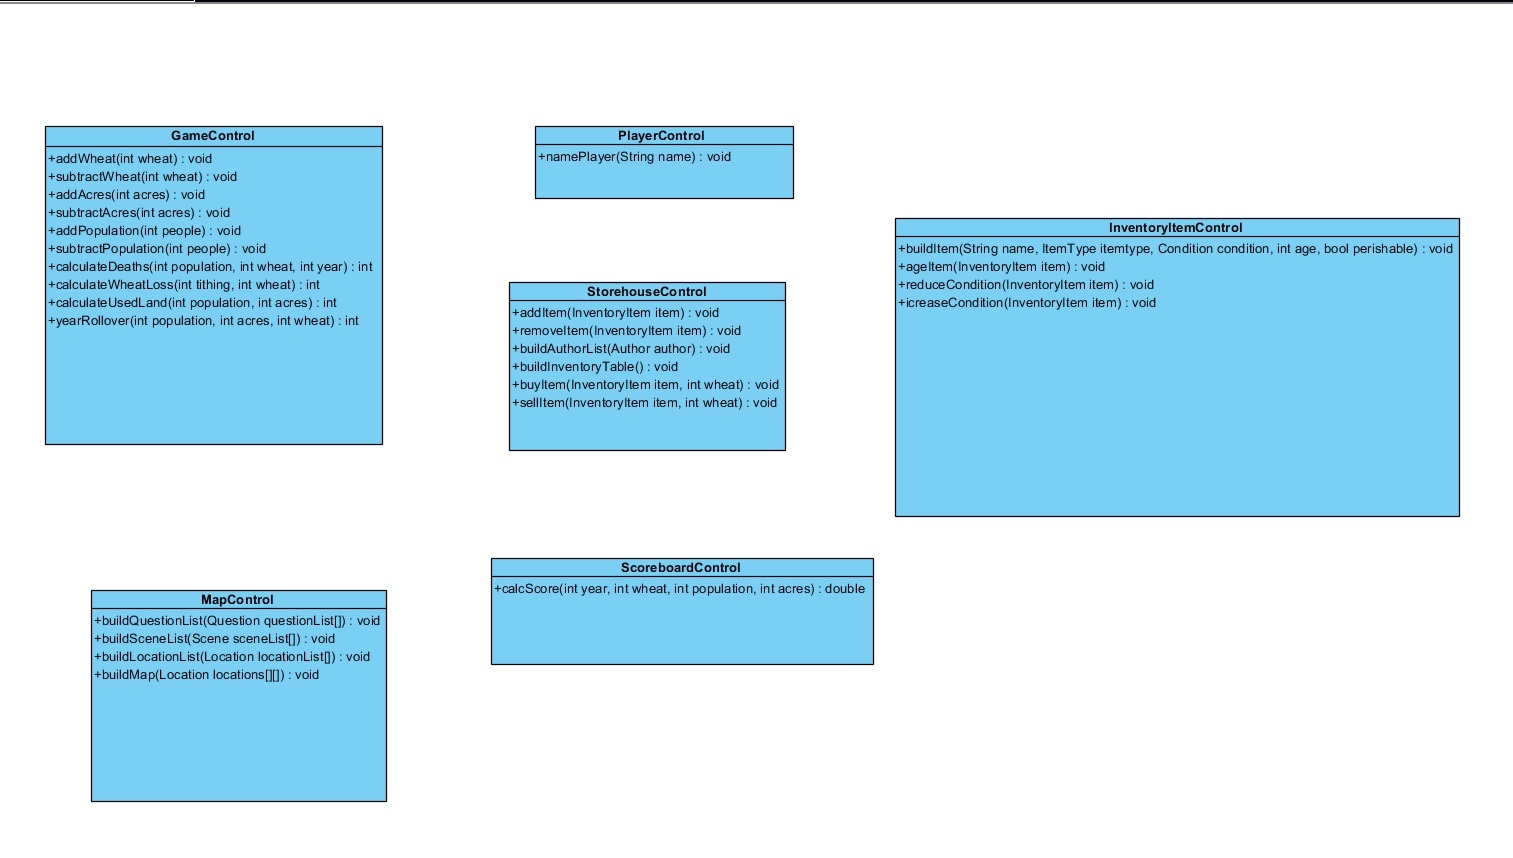 GameControl
+addWheat(int wheat) : void
+subtractWheat(int wheat) : void
+addAcres(int acres) : void
+subtractAcres(int acres) : void
+addPopulation(int people) : void
+subtractPopulation(int people) : void
+calculateDeaths(int population, int wheat, int year) : int
+calculateWheatLoss(int tithing, int wheat) : int
+calculateUsedLand(int population, int acres) : int
+yearRollover(int population, int acres, int wheat) : int
PlayerControl
+namePlayer(String name) : void
StorehouseControl
+addItem(InventoryItem item) : void
+removeItem(InventoryItem item) : void
+buildAuthorList(Author author) : void
+buildInventoryTable() : void
+buyItem(InventoryItem item, int wheat) : void
+sellItem(InventoryItem item, int wheat) : void
InventoryItemControl
+buildItem(String name, ItemType itemtype, Condition condition, int age, bool perishable) : void
+ageItem(InventoryItem item) : void
+reduceCondition(InventoryItem item) : void
+icreaseCondition(InventoryItem item) : void
MapControl
+buildQuestionList(Question questionList[]) : void
+buildSceneList(Scene sceneList[]) : void
+buildLocationList(Location locationList[]) : void
+buildMap(Location locations[][]) : void
ScoreboardControl
+calcScore(int year, int wheat, int population, int acres) : double